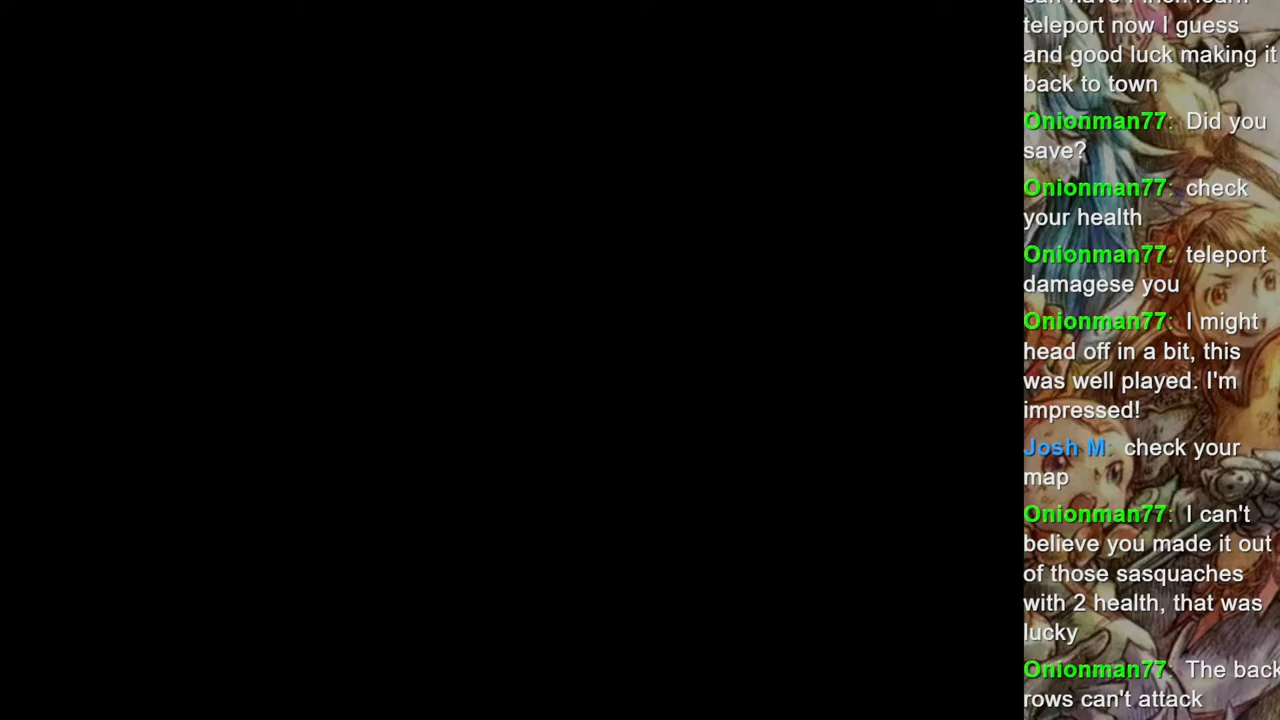 teleport now I guess
and good luck making it
back to town
Onionman77: Did you
save?
Onionman77: check
your health
Onionman77: teleport
damagese you
Onionman77: I might
head off in a bit, this
was well played. I'm
impressed!
Josh M: check your
map
Onionman77: I can't
believe you made it out
of those sasquaches
with 2 health, that was
lucky
Onionman77: The back
rows can't attack